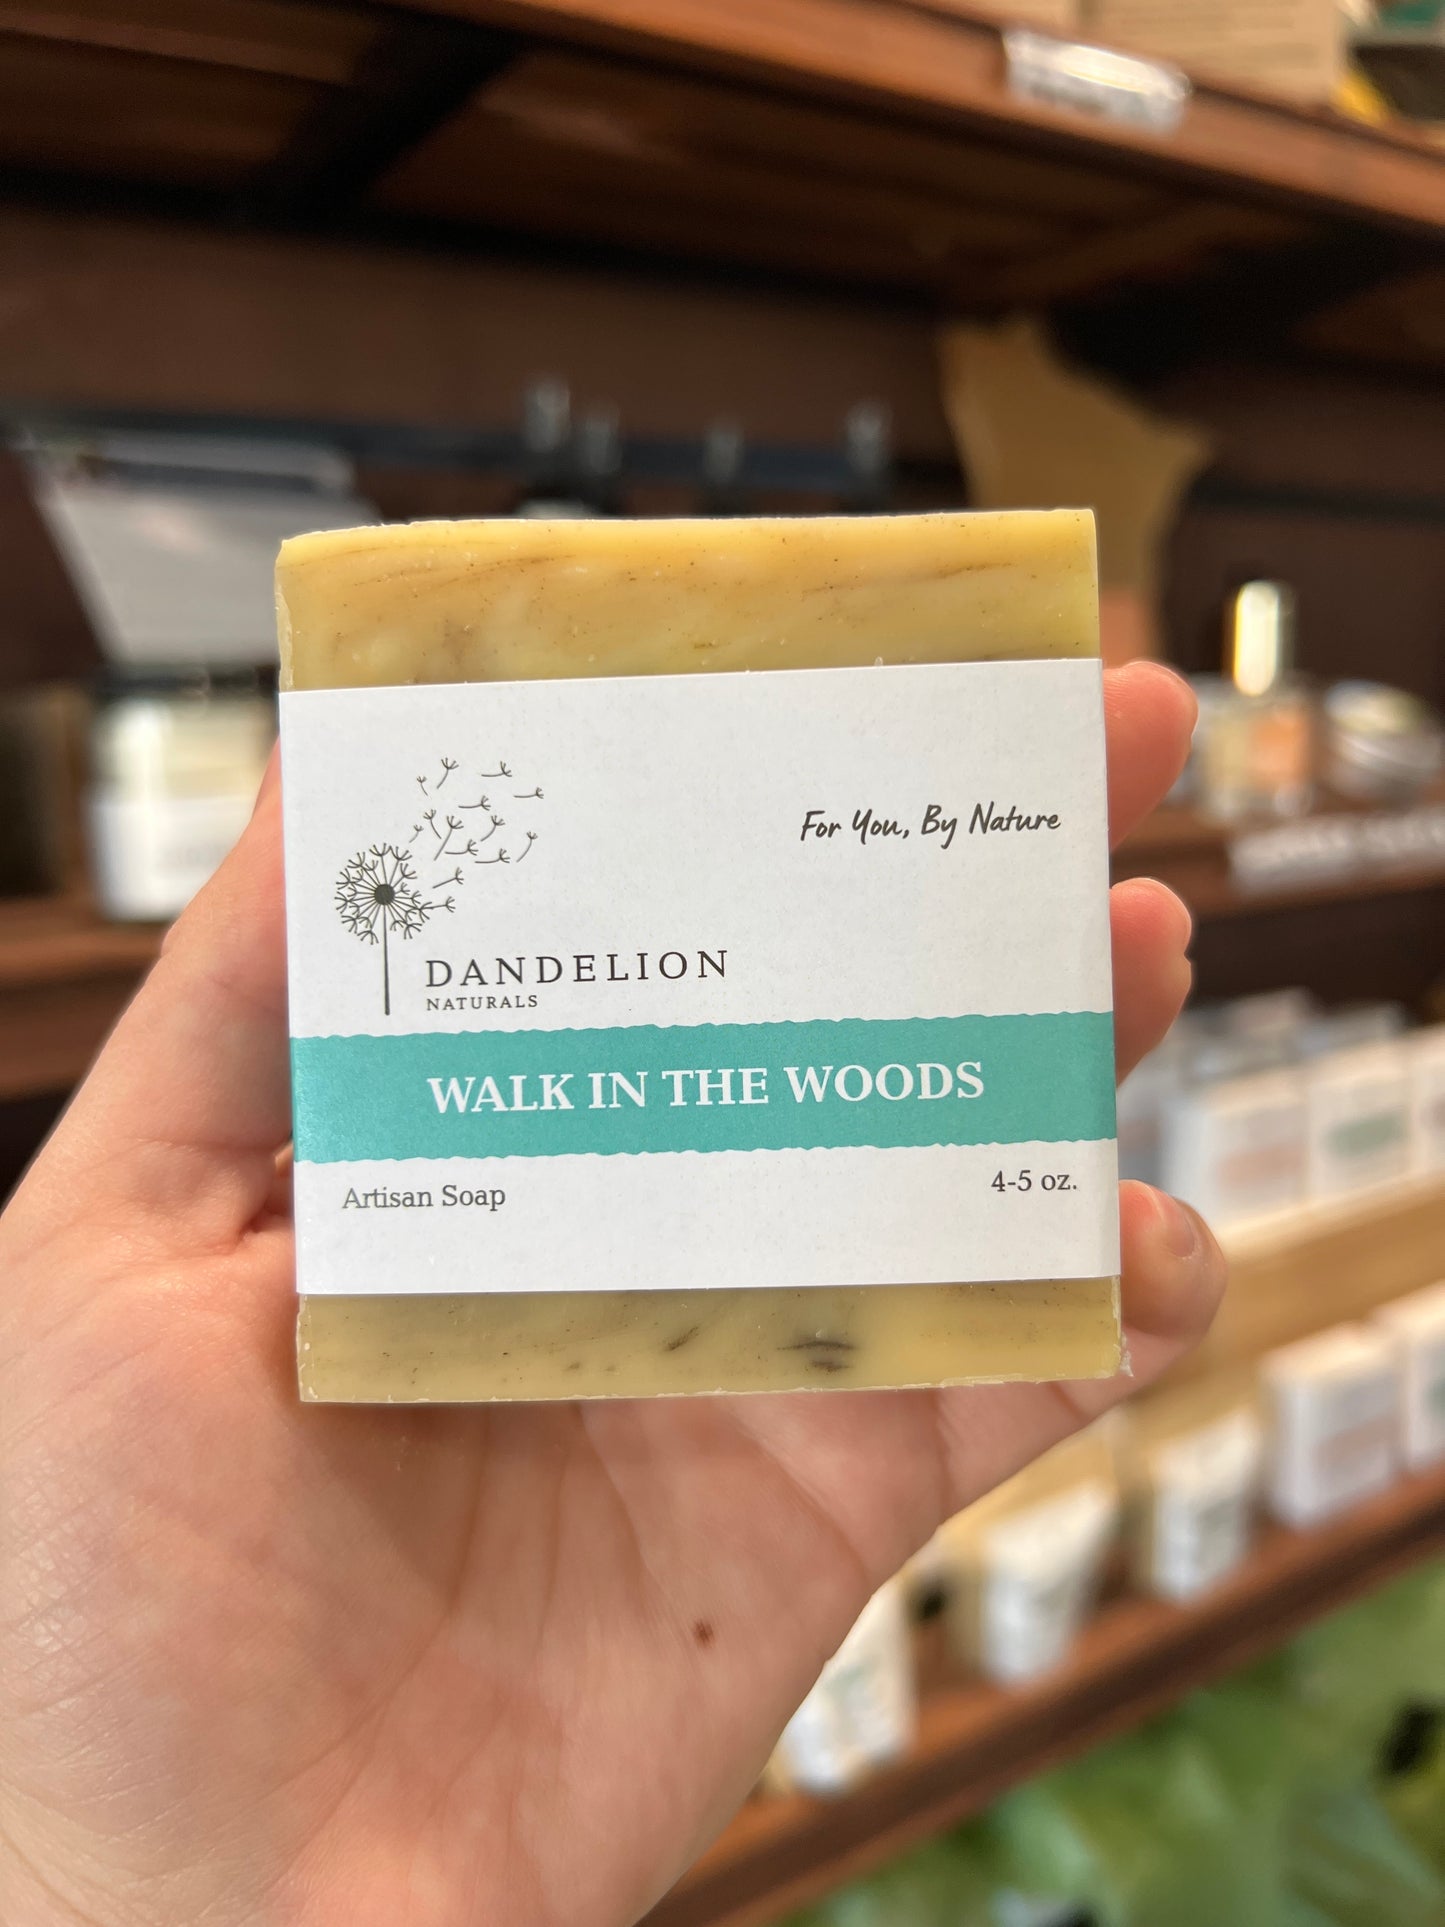 For You, By Nature
DANDELION
NATURALS
WALK IN THE WOODS
Artisan Soap
4-5 oz.